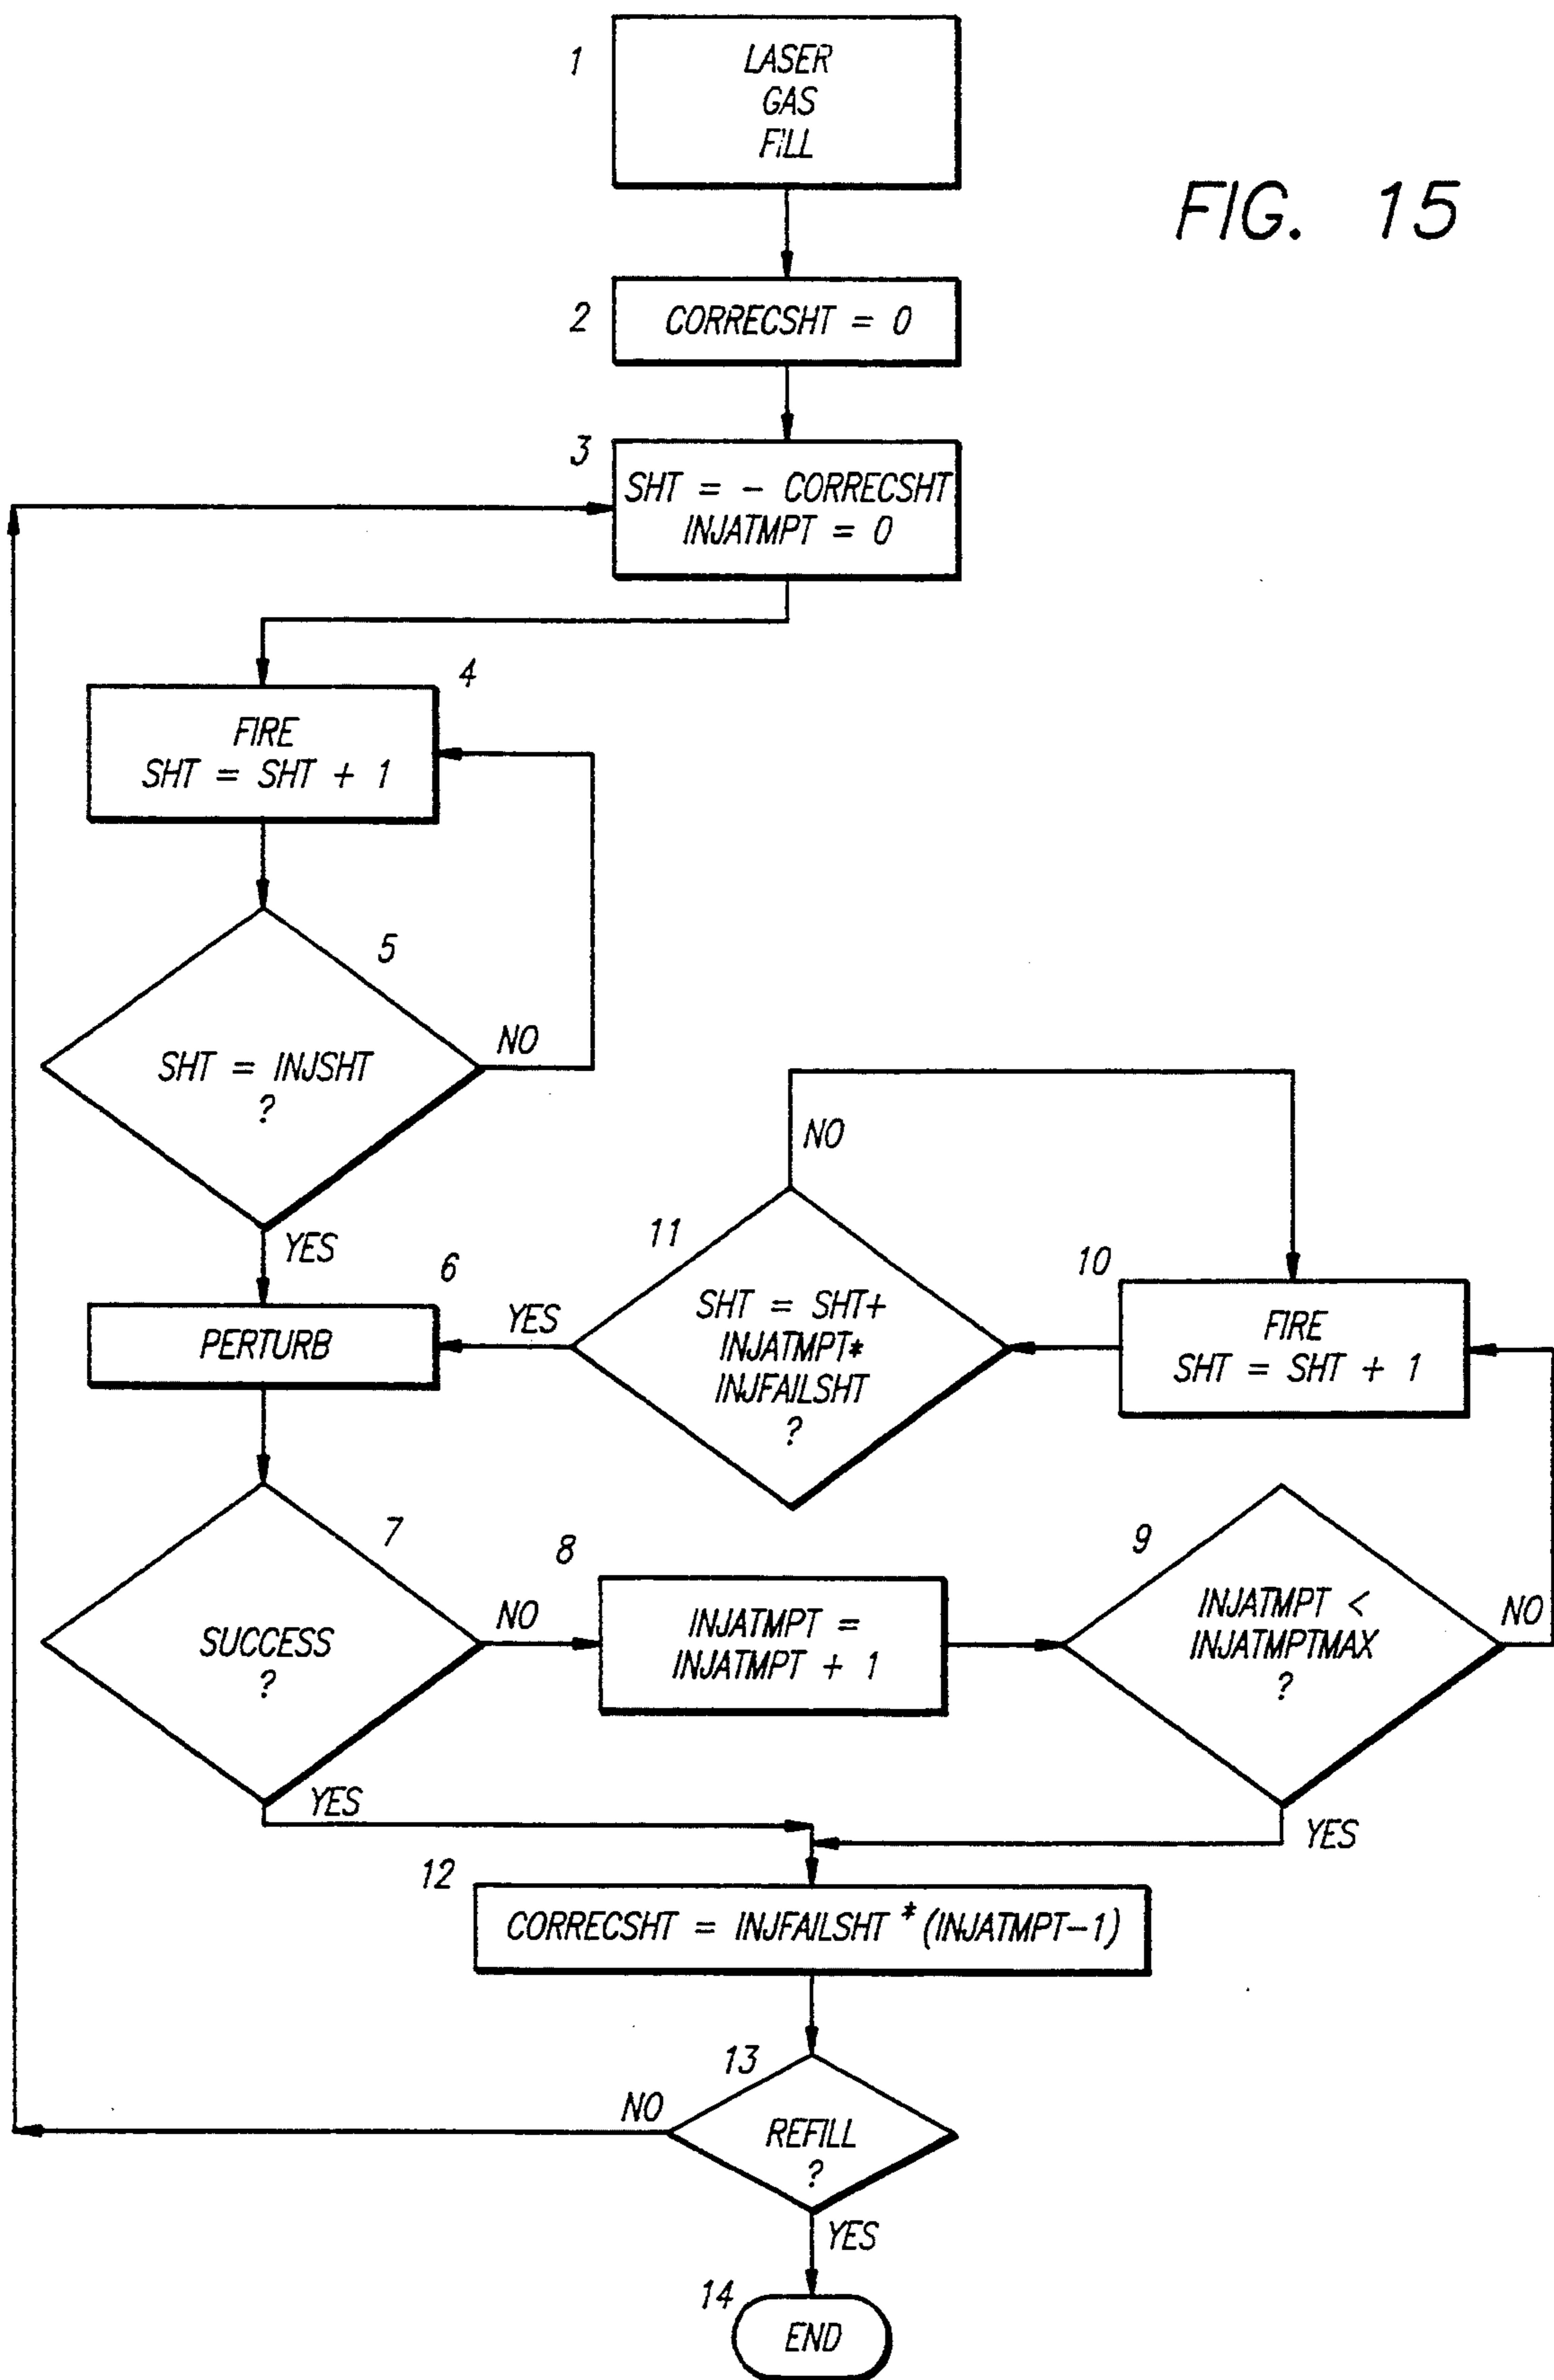 1
LASER
GAS
FILL
FIG. 15
2
CORRECSHT = 0
3
SHT = - CORRECSHT
INJATMPT = 0
4
FIRE
SHT = SHT + 1
5
SHT = INJSHT
?
NO
YES
6
PERTURB
7
SUCCESS
?
NO
YES
8
INJATMPT =
INJATMPT + 1
9
INJATMPT <
INJATMPTMAX
?
NO
YES
10
FIRE
SHT = SHT + 1
11
SHT = SHT+
INJATMPT*
INJFAILSHT
?
NO
YES
12
CORRECSHT = INJFAILSHT * (INJATMPT-1)
13
REFILL
?
NO
YES
14
END